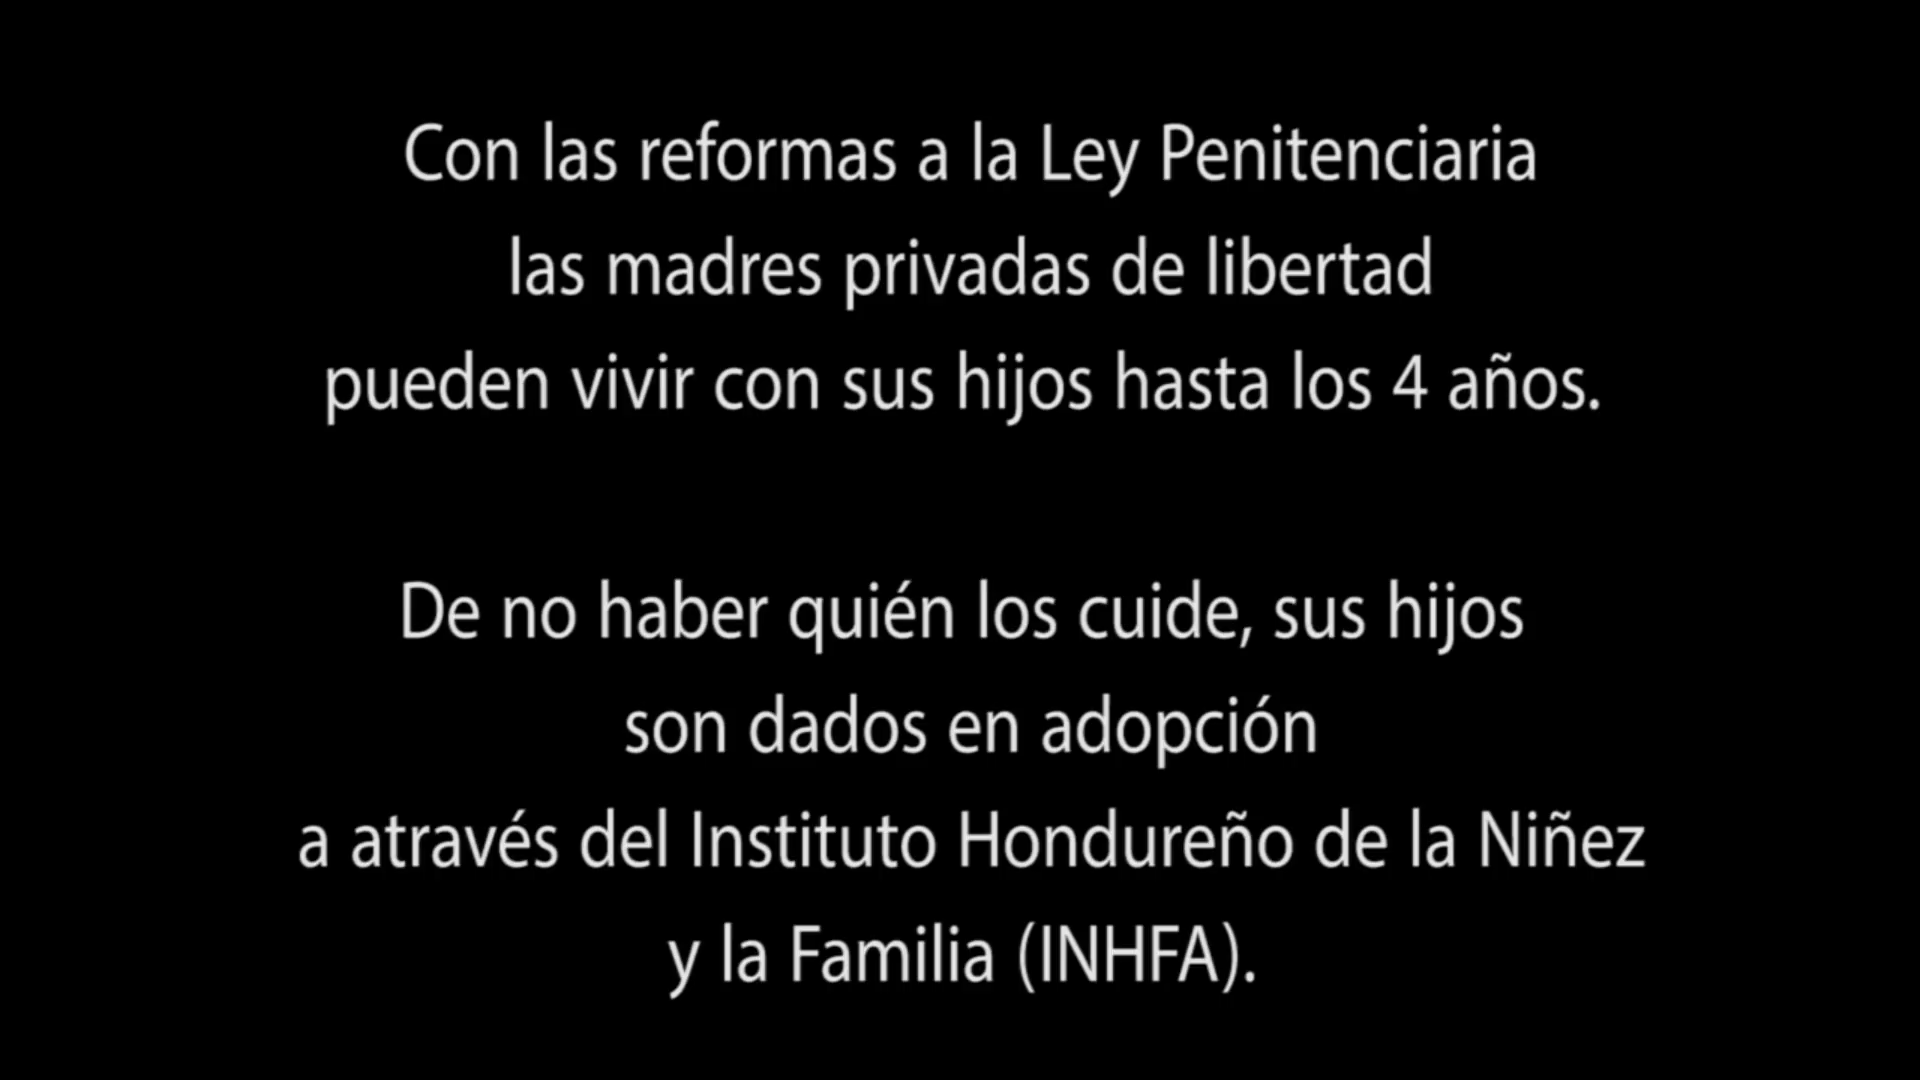 Con las reformas a la Ley Penitenciaria
las madres privadas de libertad
pueden vivir con sus hijos hasta los 4 años.
De no haber quién los cuide, sus hijos
son dados en adopción
a através del Instituto Hondureño de la Niñez
y la Familia (INHFA).